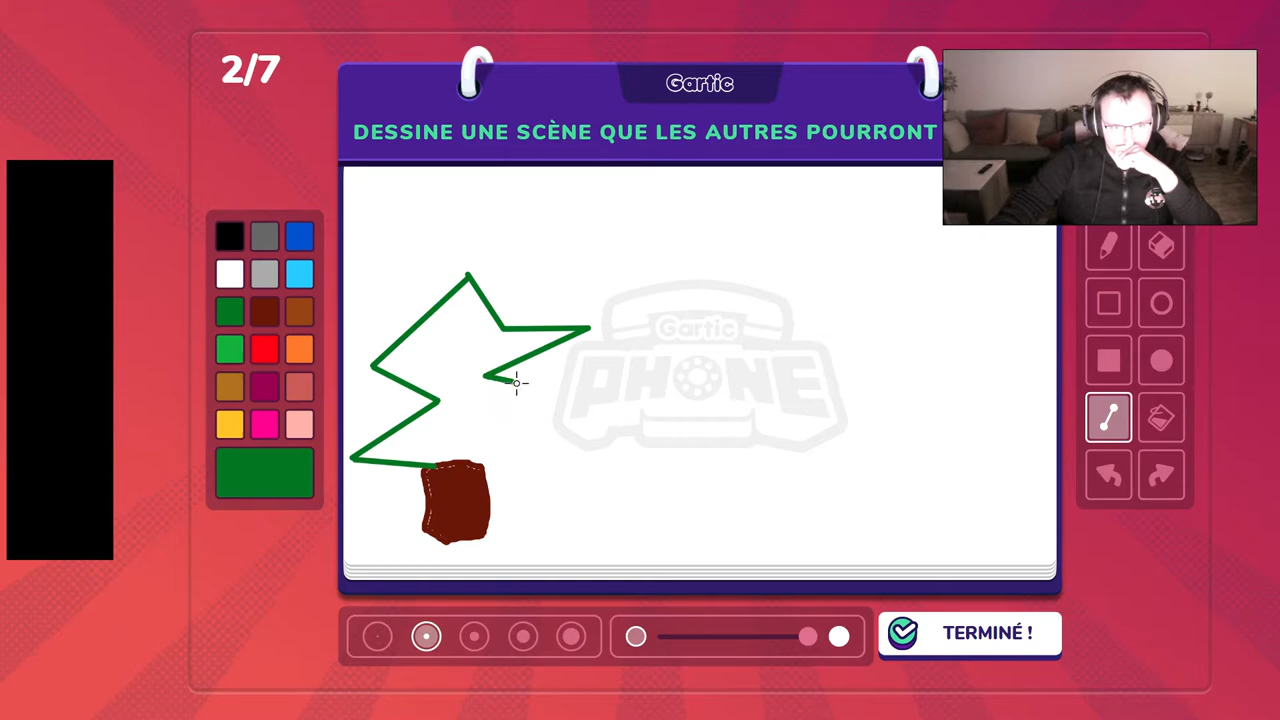 2/7
Gartic
DESSINE UNE SCÈNE QUE LES AUTRES POURRONT
Gartic
PHONE
TERMINÉ !